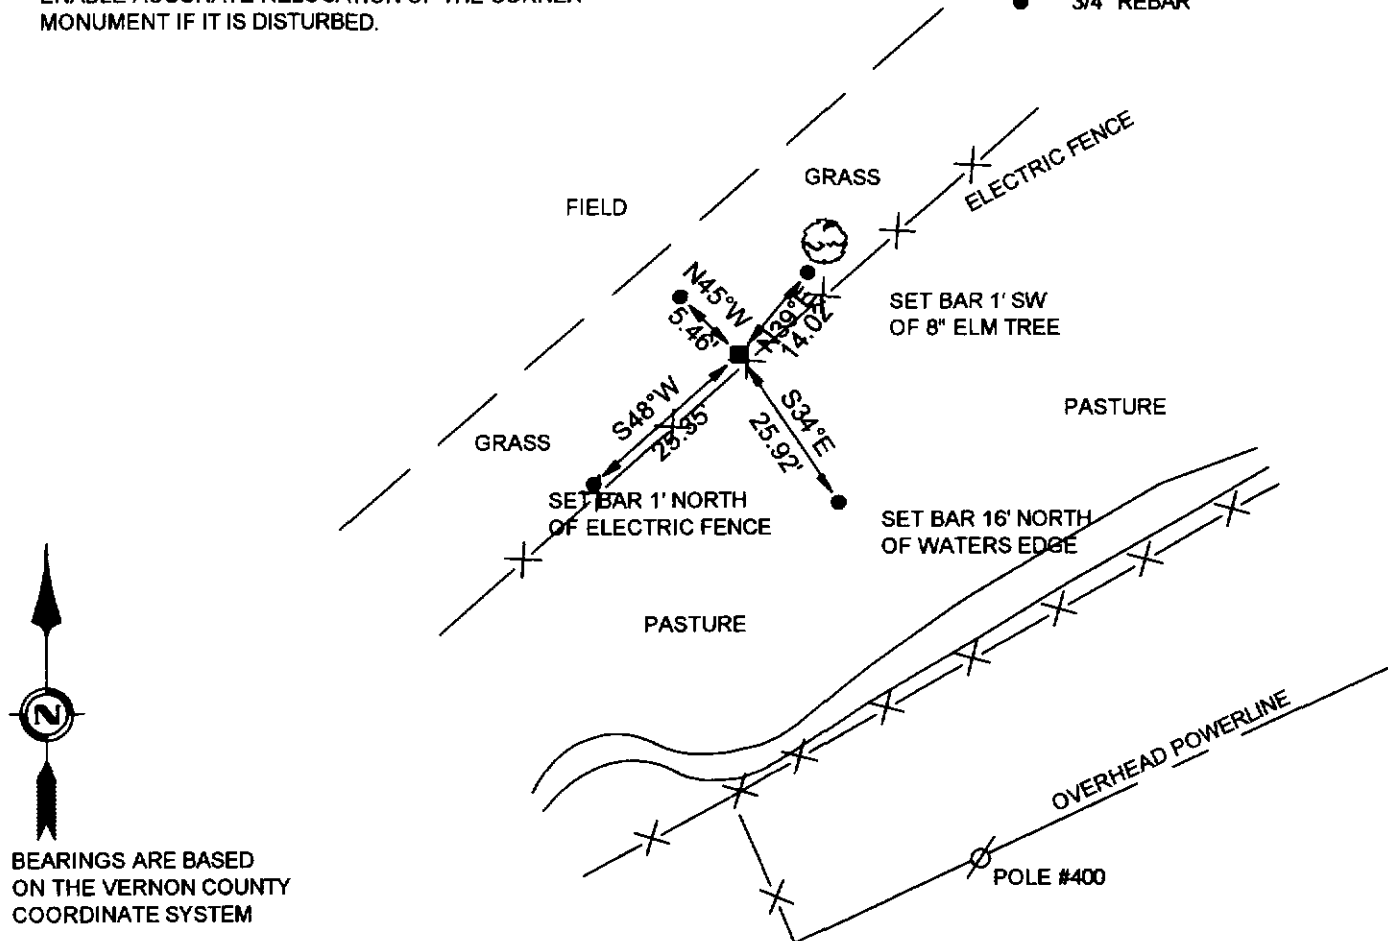 MONUMENT IF IT IS DISTURBED.
3/4" REBAR
ELECTRIC FENCE
GRASS
FIELD
N45°W
5.46'
N39°E
14.02'
SET BAR 1' SW
OF 8" ELM TREE
S48°W
25.35'
S34°E
25.92'
PASTURE
GRASS
SET BAR 1' NORTH
OF ELECTRIC FENCE
SET BAR 16' NORTH
OF WATERS EDGE
PASTURE
N
OVERHEAD POWERLINE
POLE #400
BEARINGS ARE BASED
ON THE VERNON COUNTY
COORDINATE SYSTEM